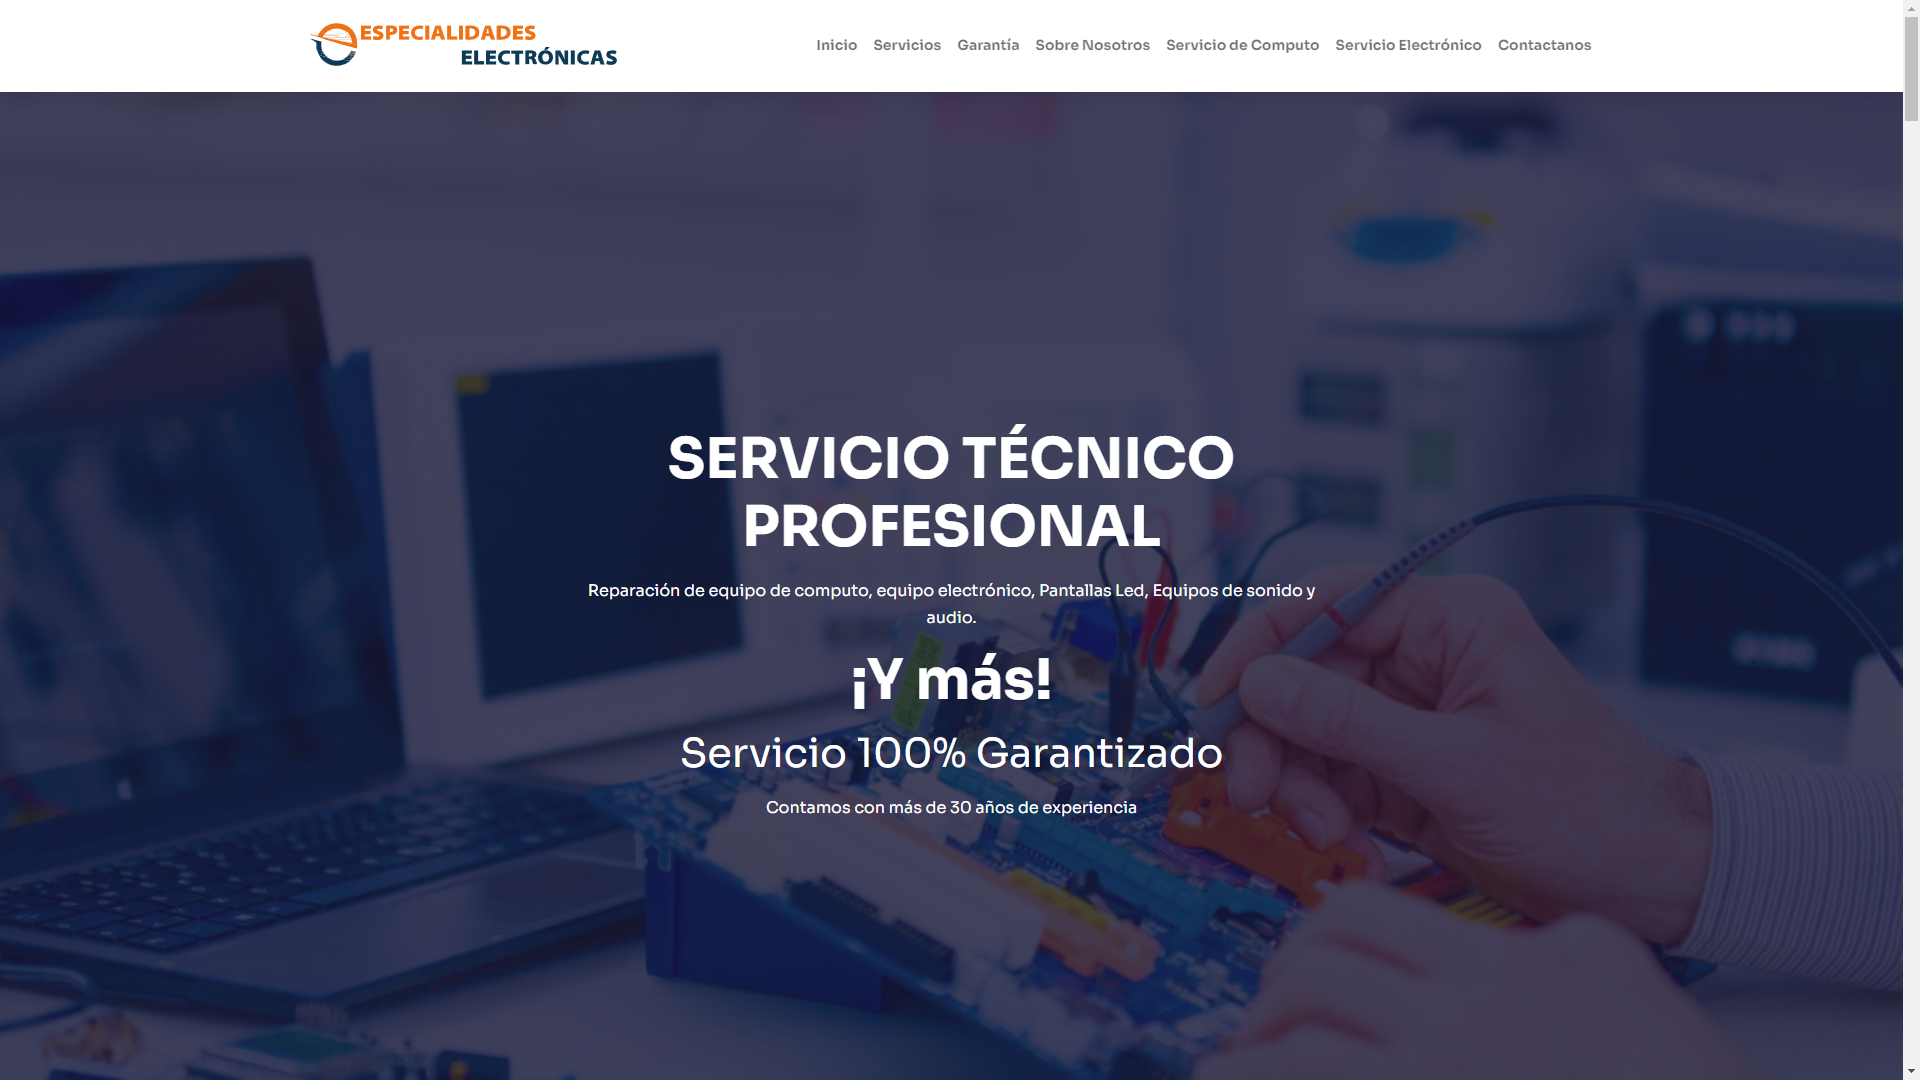 ESPECIALIDADES
ELECTRÓNICAS
Inicio Servicios Garantía Sobre Nosotros Servicio de Computo Servicio Electrónico Contactanos
SERVICIO TÉCNICO
PROFESIONAL
Reparación de equipo de computo, equipo electrónico, Pantallas Led, Equipos de sonido y
audio.
¡Y más!
Servicio 100% Garantizado
Contamos con más de 30 años de experiencia